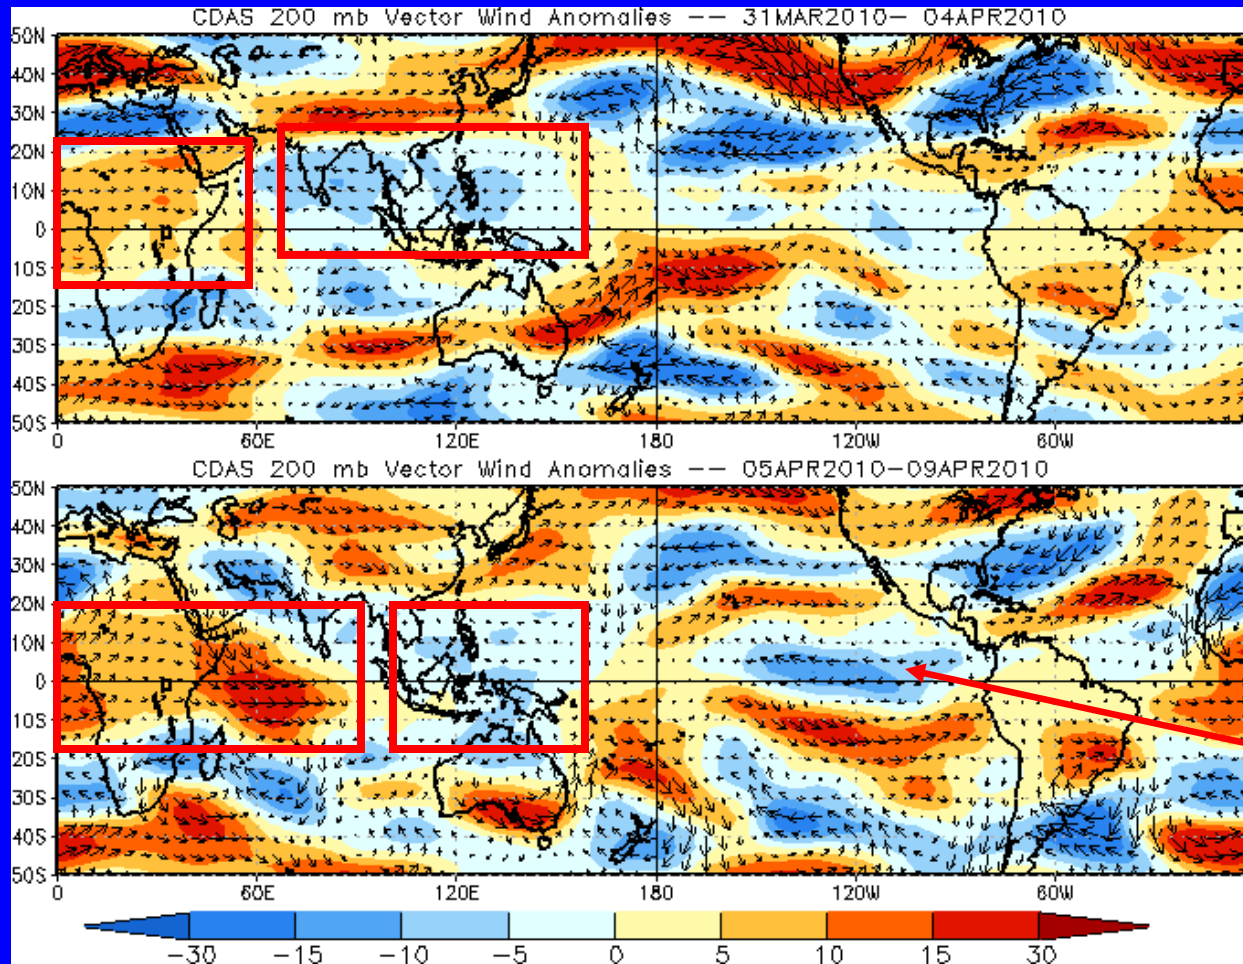 CDAS 200 mb Vector Wind Anomalies -- 31MAR2010- 04APR2010
50N
40N
30N
20N
10N
0
10S
20S
30S
40S
50S
0 60E 120E 180 120W 60W
CDAS 200 mb Vector Wind Anomalies -- 05APR2010-09APR2010
50N
40N
30N
20N
10N
0
10S
20S
30S
40S
50S
0 60E 120E 180 120W 60W
-30 -15 -10 -5 0 5 10 15 30